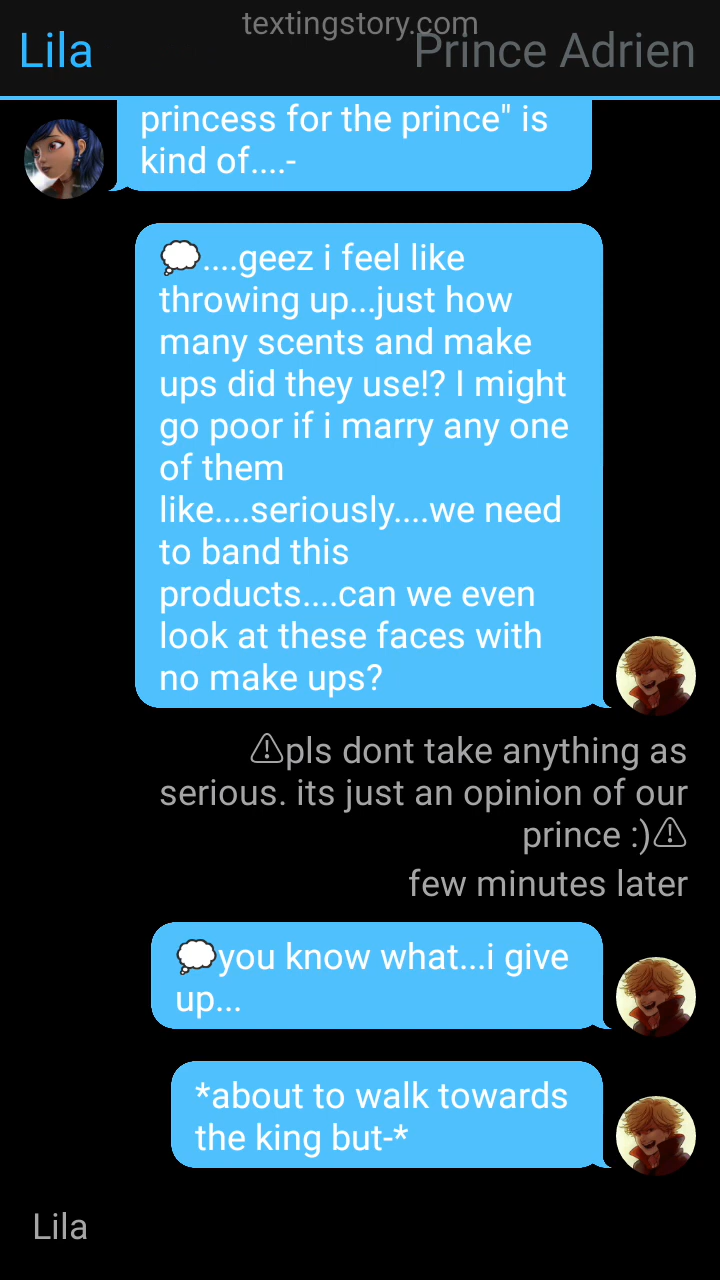 textingstory.com
Lila
Prince Adrien
princess for the prince" is
kind of....-
💭....geez i feel like
throwing up...just how
many scents and make
ups did they use!? I might
go poor if i marry any one
of them
like....seriously....we need
to band this
products....can we even
look at these faces with
no make ups?
⚠pls dont take anything as
serious. its just an opinion of our
prince :)⚠
few minutes later
💭you know what...i give
up...
*about to walk towards
the king but-*
Lila